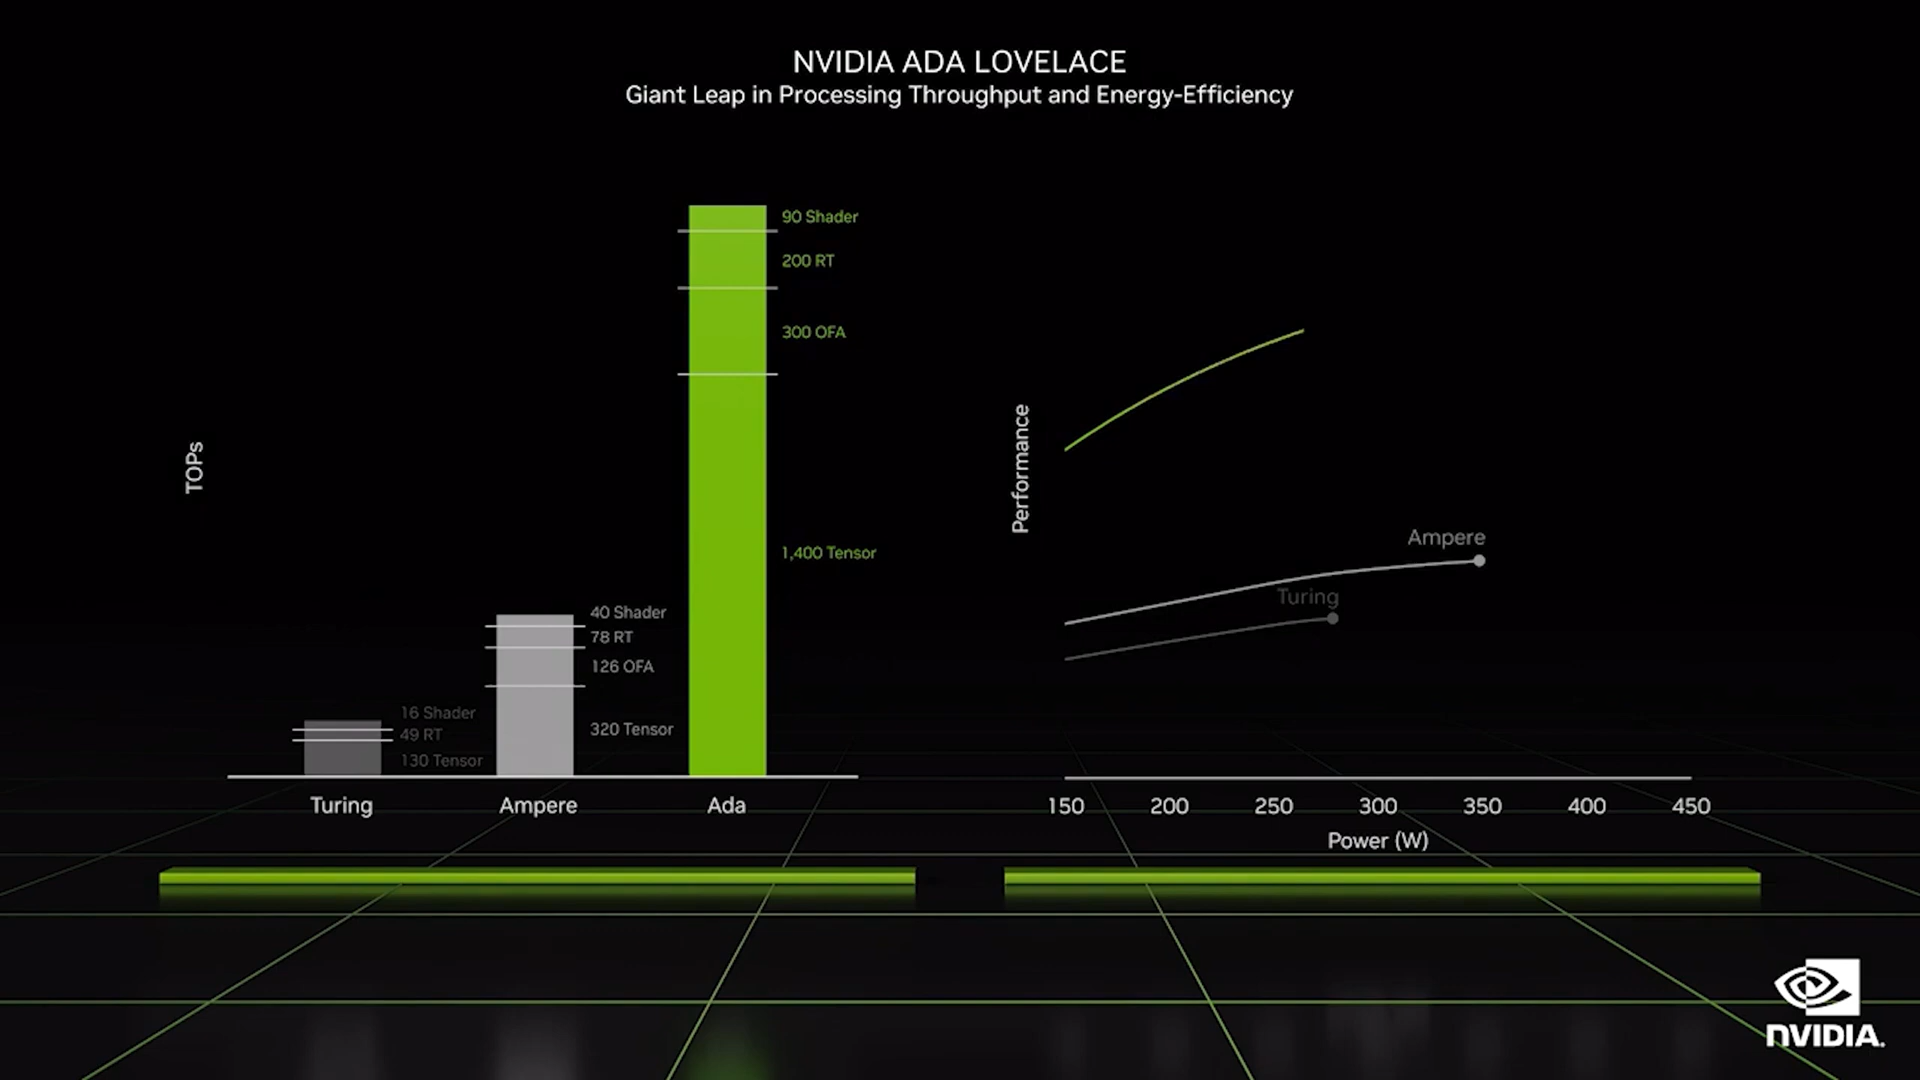 NVIDIA ADA LOVELACE
Giant Leap in Processing Throughput and Energy-Efficiency
TOPs
90 Shader
200 RT
300 OFA
1,400 Tensor
40 Shader
78 RT
126 OFA
320 Tensor
16 Shader
49 RT
130 Tensor
Turing Ampere Ada
Performance
Ampere
Turing
150 200 250 300 350 400 450
Power (W)
NVIDIA.